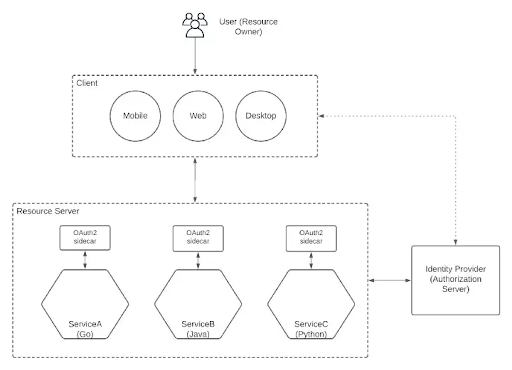 User (Resource
Owner)
Client
Mobile
Web
Desktop
Resource Server
OAuth2
sidecar
OAuth2
sidecar
OAuth2
sidecar
ServiceA
(Go)
ServiceB
(Java)
ServiceC
(Python)
Identity Provider
(Authorization
Server)